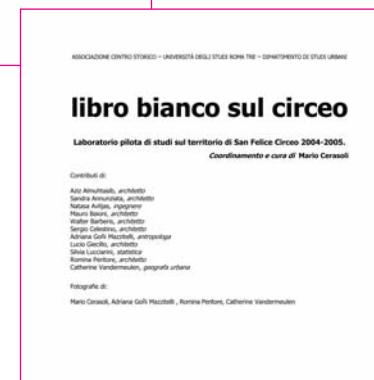 ASSOCIAZIONE CENTRO STORICO – UNIVERSITÀ DEGLI STUDI ROMA TRE – DIPARTIMENTO DI STUDI URBANI
libro bianco sul circeo
Laboratorio pilota di studi sul territorio di San Felice Circeo 2004-2005.
Coordinamento e cura di Mario Cerasoli
Contributi di:
Aziz Almuhtasib, architetto
Sandra Annunziata, architetto
Natasa Avlijas, ingegnere
Mauro Baioni, architetto
Walter Barberis, architetto
Sergio Celestino, architetto
Adriana Goñi Mazzitelli, antropologa
Lucio Giecillo, architetto
Silvia Lucciarini, statistica
Romina Peritore, architetto
Catherine Vandermeulen, geografa urbana
Fotografie di:
Mario Cerasoli, Adriana Goñi Mazzitelli , Romina Peritore, Catherine Vandermeulen